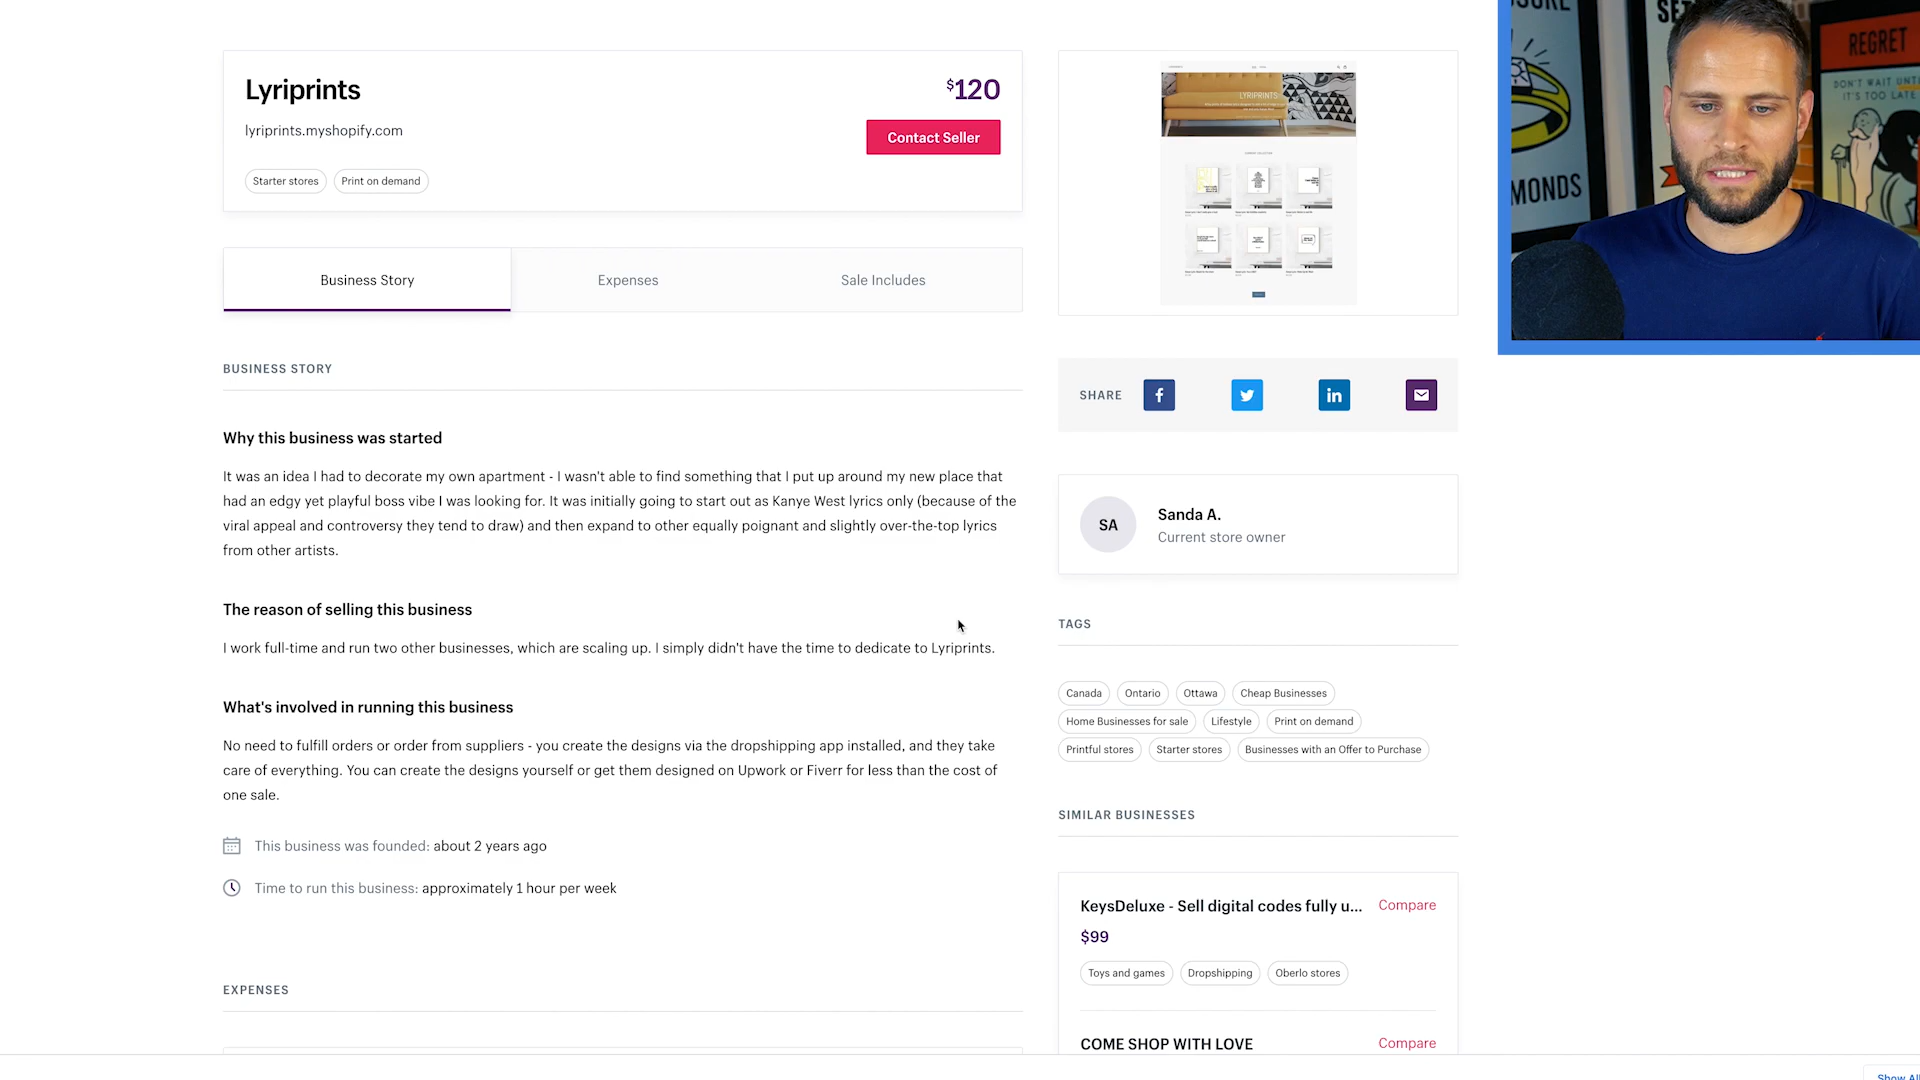 Lyriprints
$120
lyriprints.myshopify.com
Contact Seller
Starter stores
Print on demand
Business Story
Expenses
Sale Includes
BUSINESS STORY
Why this business was started
It was an idea I had to decorate my own apartment - I wasn't able to find something that I put up around my new place that
had an edgy yet playful boss vibe I was looking for. It was initially going to start out as Kanye West lyrics only (because of the
viral appeal and controversy they tend to draw) and then expand to other equally poignant and slightly over-the-top lyrics
from other artists.
The reason of selling this business
I work full-time and run two other businesses, which are scaling up. I simply didn't have the time to dedicate to Lyriprints.
What's involved in running this business
No need to fulfill orders or order from suppliers - you create the designs via the dropshipping app installed, and they take
care of everything. You can create the designs yourself or get them designed on Upwork or Fiverr for less than the cost of
one sale.
This business was founded: about 2 years ago
Time to run this business: approximately 1 hour per week
EXPENSES
LYRIPRINTS
SHARE
SA
Sanda A.
Current store owner
TAGS
Canada
Ontario
Ottawa
Cheap Businesses
Home Businesses for sale
Lifestyle
Print on demand
Printful stores
Starter stores
Businesses with an Offer to Purchase
SIMILAR BUSINESSES
KeysDeluxe - Sell digital codes fully u...
Compare
$99
Toys and games
Dropshipping
Oberlo stores
COME SHOP WITH LOVE
Compare
Show All
SET
MONDS
REGRET
DON'T WAIT UNTI
IT'S TOO LATE